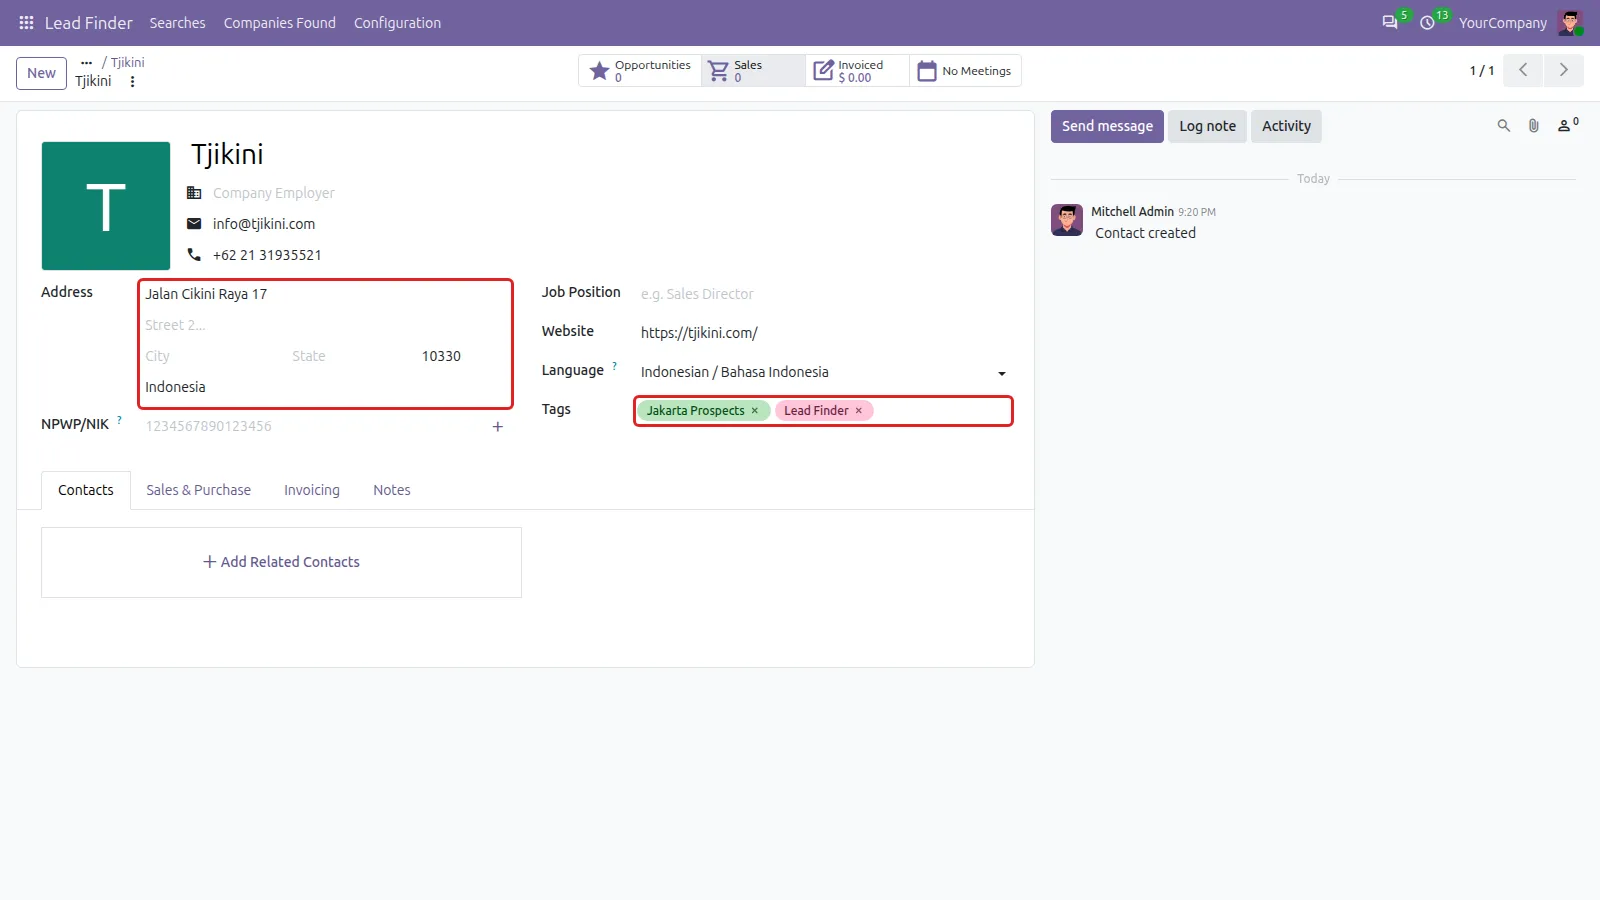 Lead Finder Searches Companies Found Configuration 5 13 YourCompany
New ... / Tjikini
Tjikini
Opportunities 0
Sales 0
Invoiced $ 0.00
No Meetings
1 / 1
T
Tjikini
Company Employer
info@tjikini.com
+62 21 31935521
Address Jalan Cikini Raya 17
Street 2...
City State 10330
Indonesia
NPWP/NIK ? 1234567890123456 +
Job Position e.g. Sales Director
Website https://tjikini.com/
Language ? Indonesian / Bahasa Indonesia
Tags Jakarta Prospects × Lead Finder ×
Contacts Sales & Purchase Invoicing Notes
+ Add Related Contacts
Send message Log note Activity 0
Today
Mitchell Admin 9:20 PM
Contact created